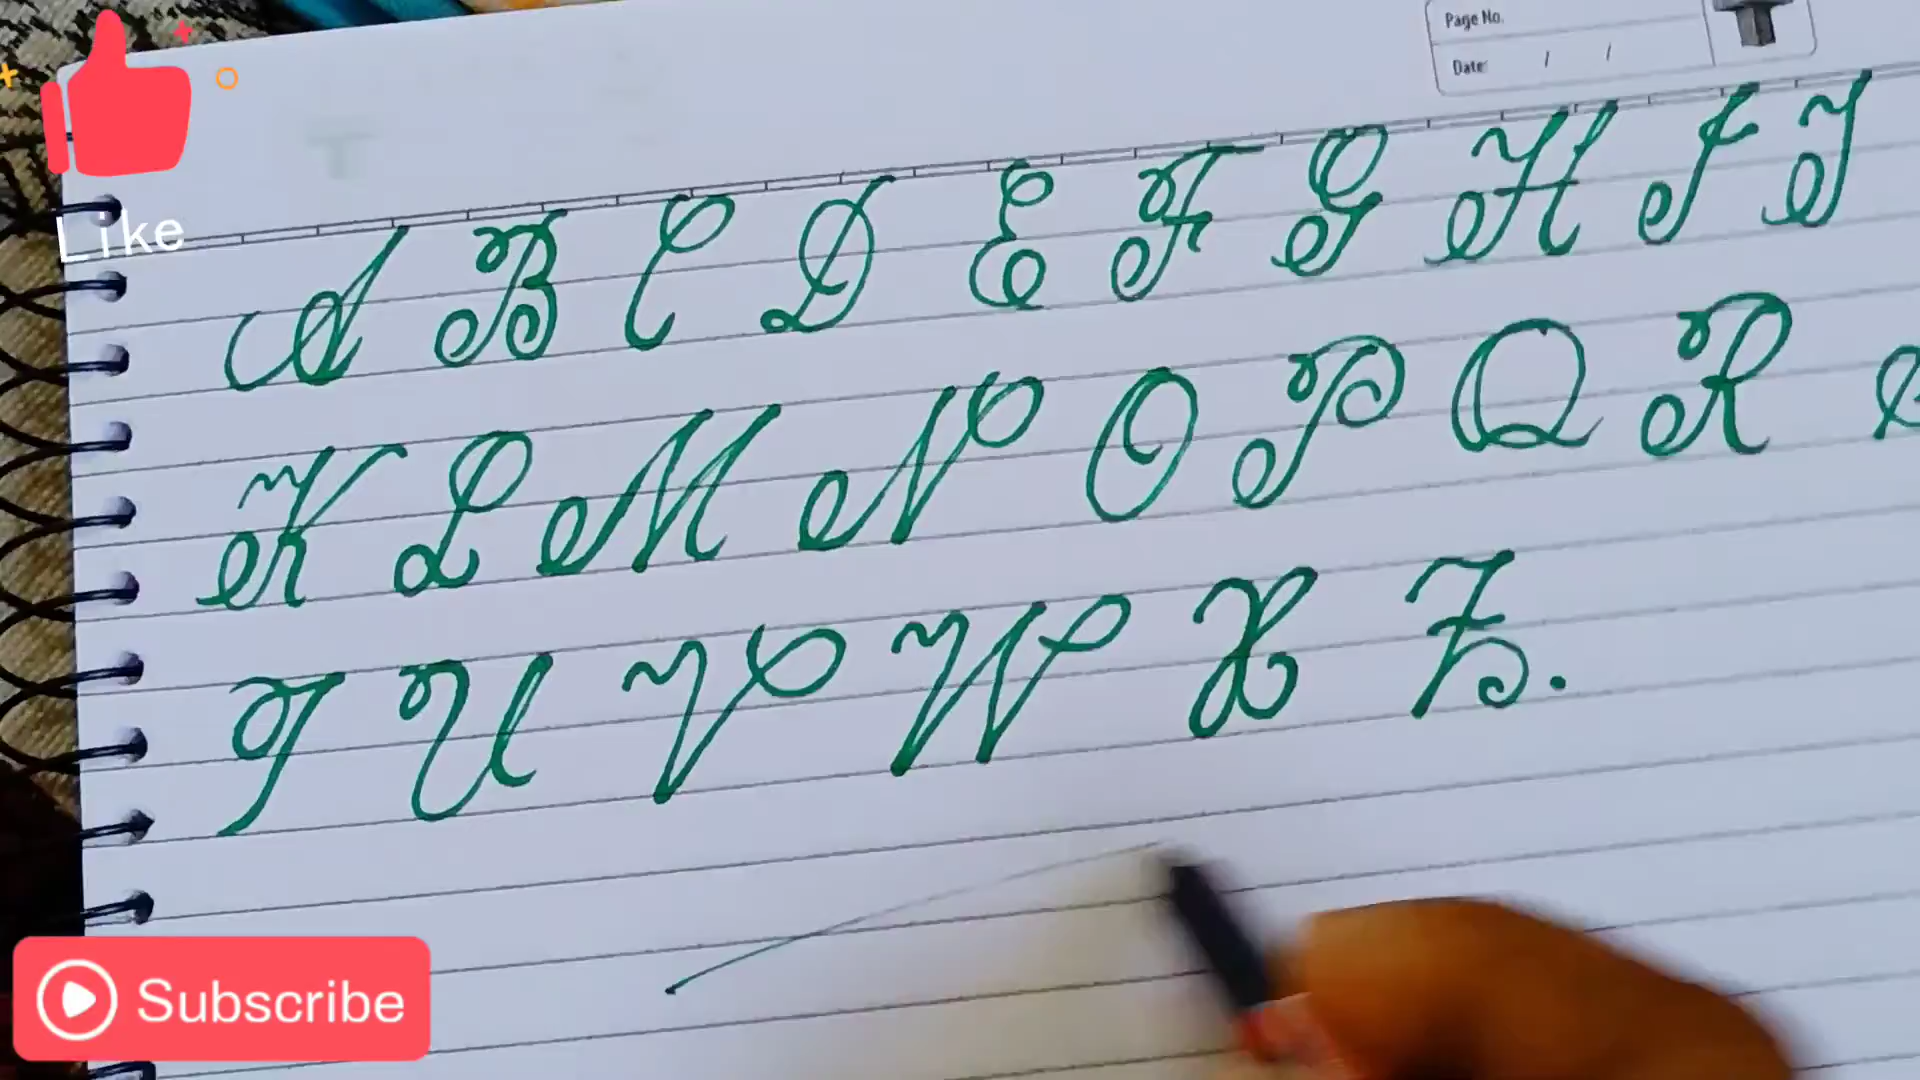 Page No.
Date: / /
Like
A B C D E F G H I J
K L M N O P Q R S
T U V W X Z.
Subscribe